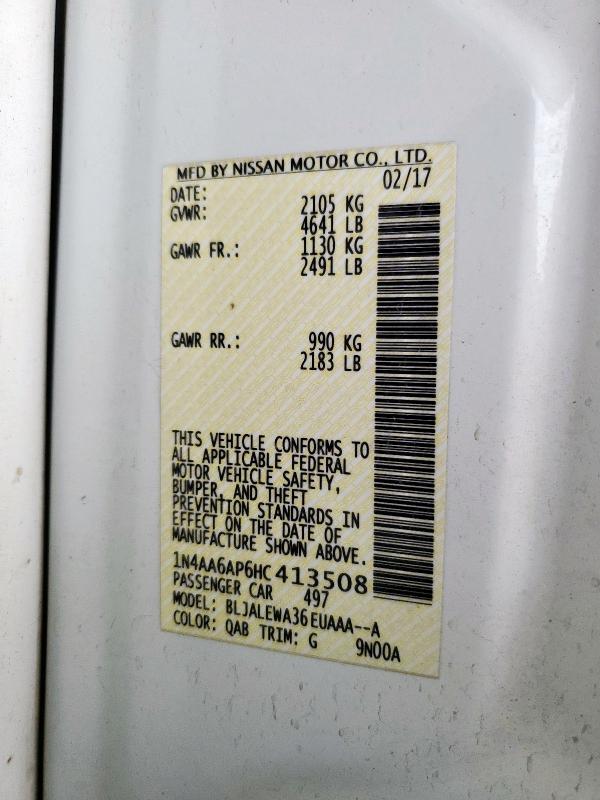 MFD BY NISSAN MOTOR CO., LTD.
DATE: 02/17
GVWR: 2105 KG
4641 LB
GAWR FR.: 1130 KG
2491 LB
GAWR RR.: 990 KG
2183 LB
THIS VEHICLE CONFORMS TO
ALL APPLICABLE FEDERAL
MOTOR VEHICLE SAFETY,
BUMPER, AND THEFT
PREVENTION STANDARDS IN
EFFECT ON THE DATE OF
MANUFACTURE SHOWN ABOVE.
1N4AA6AP6HC 413508
PASSENGER CAR 497
MODEL: BLJALEWA36EUAAA--A
COLOR: QAB TRIM: G 9N00A